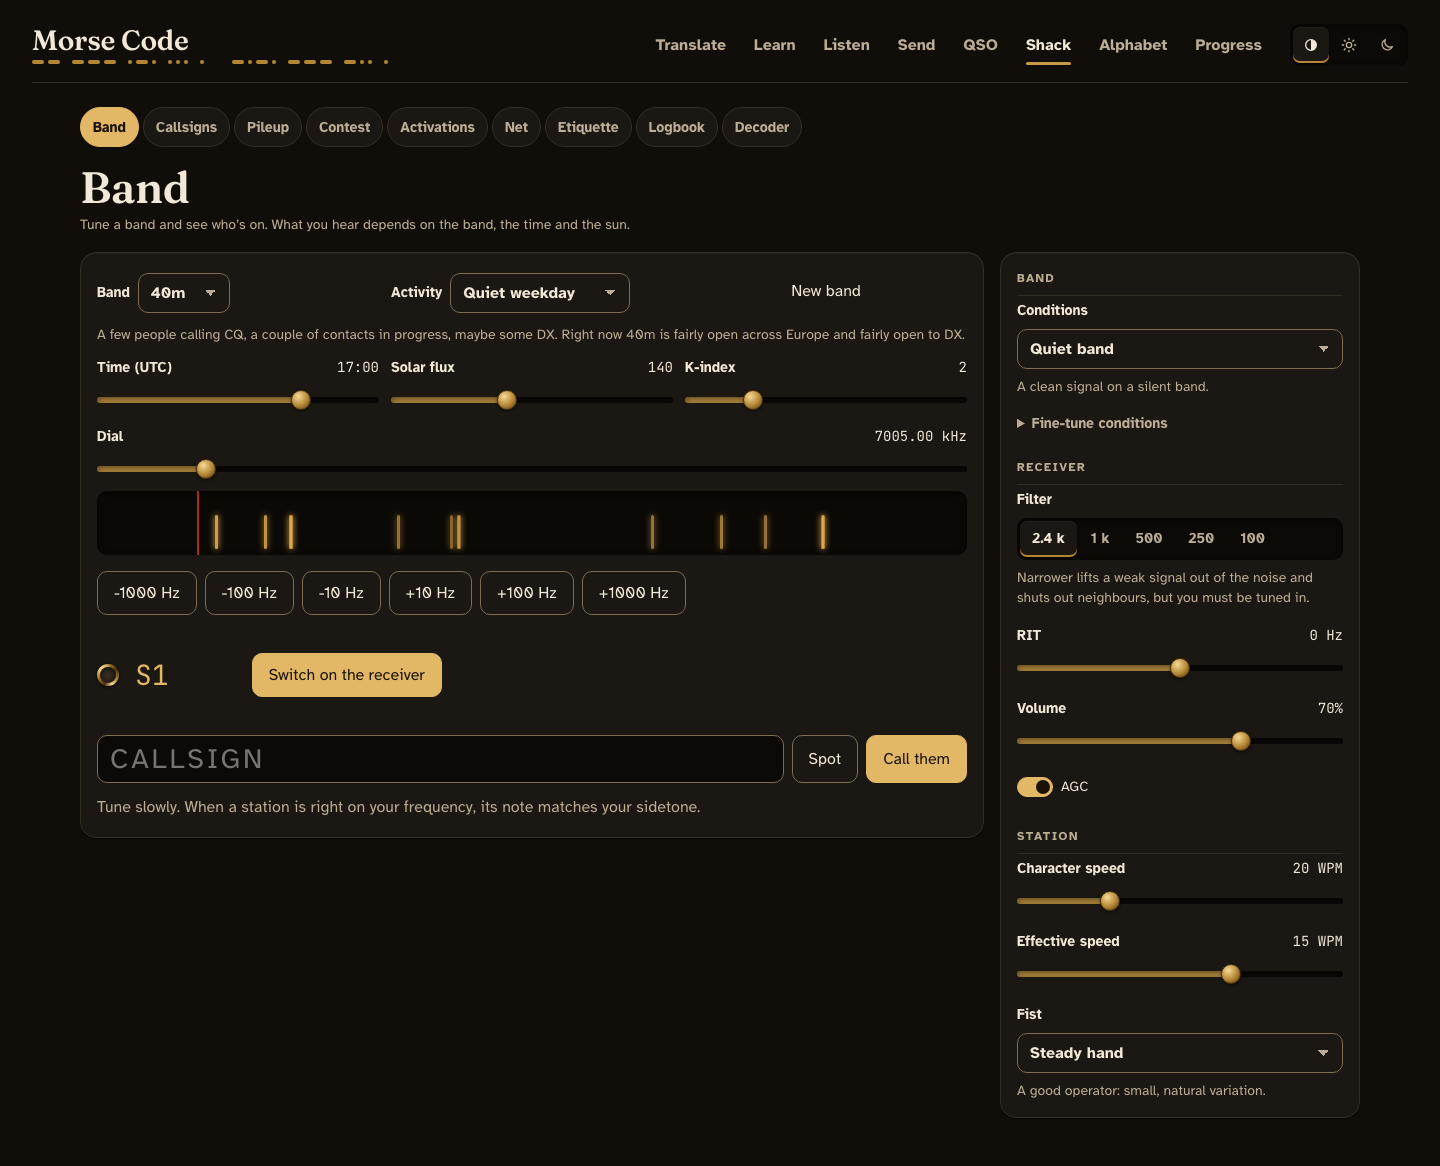 Morse Code
Translate Learn Listen Send QSO Shack Alphabet Progress
Band Callsigns Pileup Contest Activations Net Etiquette Logbook Decoder
Band
Tune a band and see who's on. What you hear depends on the band, the time and the sun.
Band 40m Activity Quiet weekday New band
A few people calling CQ, a couple of contacts in progress, maybe some DX. Right now 40m is fairly open across Europe and fairly open to DX.
Time (UTC) 17:00 Solar flux 140 K-index 2
Dial 7005.00 kHz
-1000 Hz -100 Hz -10 Hz +10 Hz +100 Hz +1000 Hz
S1 Switch on the receiver
CALLSIGN Spot Call them
Tune slowly. When a station is right on your frequency, its note matches your sidetone.
BAND
Conditions
Quiet band
A clean signal on a silent band.
Fine-tune conditions
RECEIVER
Filter
2.4 k 1 k 500 250 100
Narrower lifts a weak signal out of the noise and
shuts out neighbours, but you must be tuned in.
RIT 0 Hz
Volume 70%
AGC
STATION
Character speed 20 WPM
Effective speed 15 WPM
Fist
Steady hand
A good operator: small, natural variation.